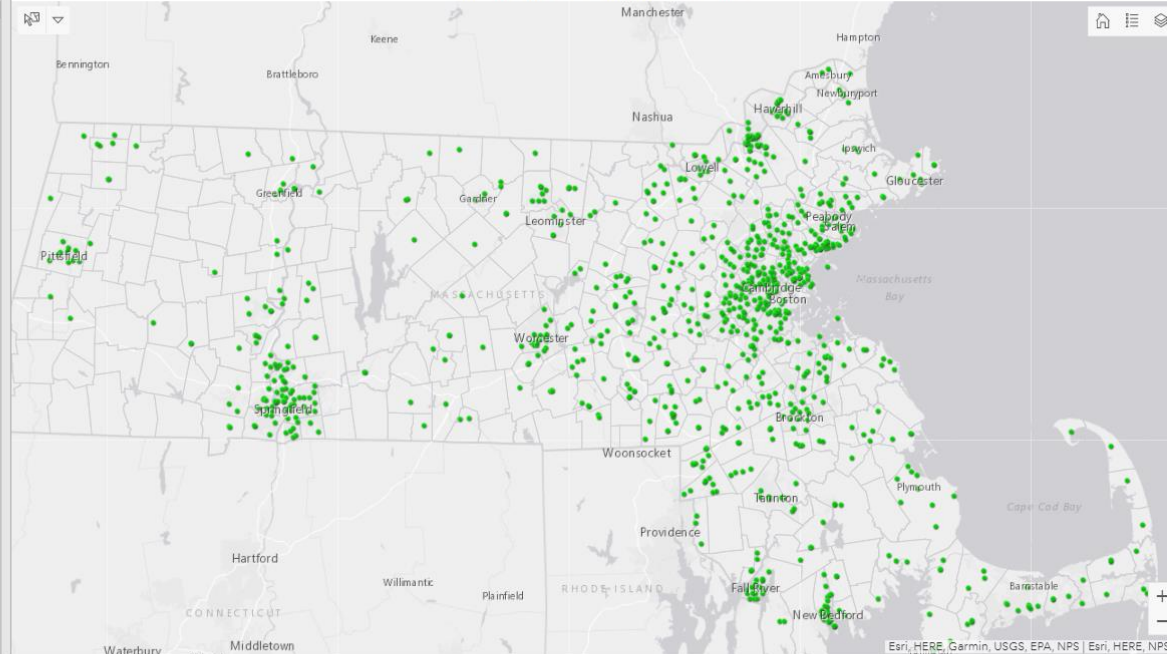 Manchester
Keene
Hampton
Bennington
Brattleboro
Amesbury
Newburyport
Haverhill
Nashua
Ipswich
Lowell
Gloucester
Greenfield
Gardner
Leominster
Peabody
Salem
Pittsfield
Massachusetts
Bay
MASSACHUSETTS
Cambridge
Boston
Worcester
Springfield
Brockton
Woonsocket
Plymouth
Taunton
Cape Cod Bay
Providence
Hartford
Willimantic
Plainfield
RHODE ISLAND
Fall River
Barnstable
CONNECTICUT
New Bedford
Middletown
Waterbury
Esri, HERE, Garmin, USGS, EPA, NPS | Esri, HERE, NPS